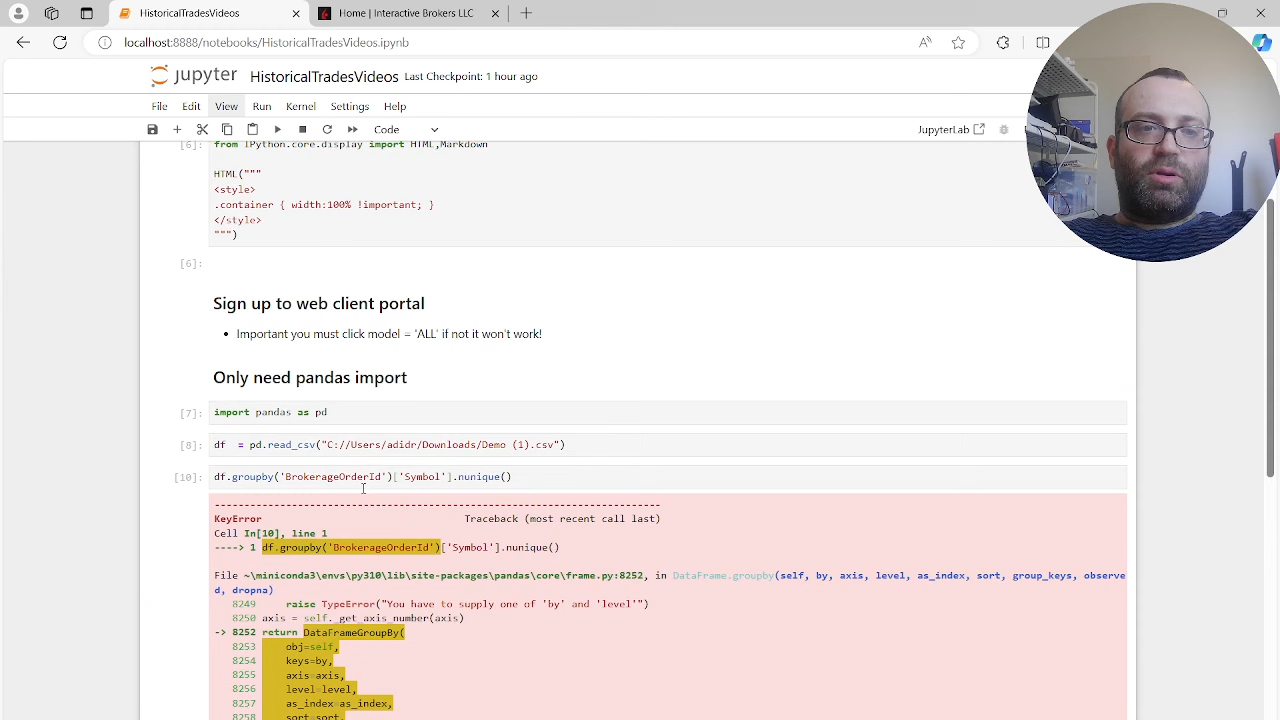 HistoricalTradesVideos
Home | Interactive Brokers LLC
localhost:8888/notebooks/HistoricalTradesVideos.ipynb
jupyter HistoricalTradesVideos Last Checkpoint: 1 hour ago
File Edit View Run Kernel Settings Help
Code
JupyterLab
[6]: from IPython.core.display import HTML,Markdown
HTML("""
<style>
.container { width:100% !important; }
</style>
""")
[6]:
Sign up to web client portal
• Important you must click model = 'ALL' if not it won't work!
Only need pandas import
[7]: import pandas as pd
[8]: df = pd.read_csv("C://Users/adidr/Downloads/Demo (1).csv")
[10]: df.groupby('BrokerageOrderId')['Symbol'].nunique()
---------------------------------------------------------------------------
KeyError Traceback (most recent call last)
Cell In[10], line 1
----> 1 df.groupby('BrokerageOrderId')['Symbol'].nunique()
File ~\miniconda3\envs\py310\lib\site-packages\pandas\core\frame.py:8252, in DataFrame.groupby(self, by, axis, level, as_index, sort, group_keys, observe
d, dropna)
8249 raise TypeError("You have to supply one of 'by' and 'level'")
8250 axis = self._get_axis_number(axis)
-> 8252 return DataFrameGroupBy(
8253 obj=self,
8254 keys=by,
8255 axis=axis,
8256 level=level,
8257 as_index=as_index,
8258 sort=sort,